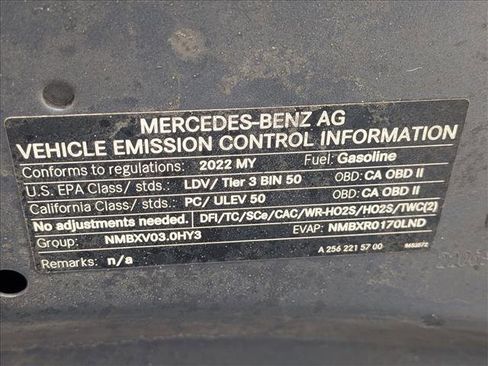 MERCEDES-BENZ AG
VEHICLE EMISSION CONTROL INFORMATION
Conforms to regulations: 2022 MY Fuel: Gasoline
U.S. EPA Class/ stds.: LDV/ Tier 3 BIN 50 OBD: CA OBD II
California Class/ stds.: PC/ ULEV 50 OBD: CA OBD II
No adjustments needed. DFI/TC/SCe/CAC/WR-HO2S/HO2S/TWC(2)
Group: NMBXV03.0HY3 EVAP: NMBXR0170LND
Remarks: n/a A 256 221 57 00